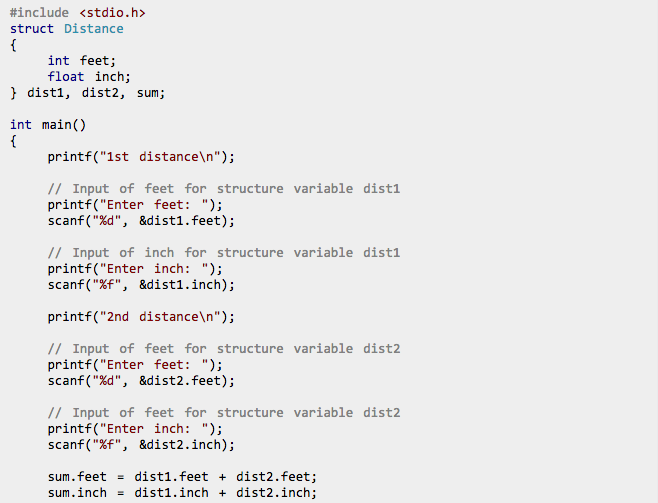 #include <stdio.h>
struct Distance
{
int feet;
float inch;
} dist1, dist2, sum;
int main()
{
printf("1st distance\n");
// Input of feet for structure variable dist1
printf("Enter feet: ");
scanf("%d", &dist1.feet);
// Input of inch for structure variable dist1
printf("Enter inch: ");
scanf("%f", &dist1.inch);
printf("2nd distance\n");
// Input of feet for structure variable dist2
printf("Enter feet: ");
scanf("%d", &dist2.feet);
// Input of feet for structure variable dist2
printf("Enter inch: ");
scanf("%f", &dist2.inch);
sum.feet = dist1.feet + dist2.feet;
sum.inch = dist1.inch + dist2.inch;